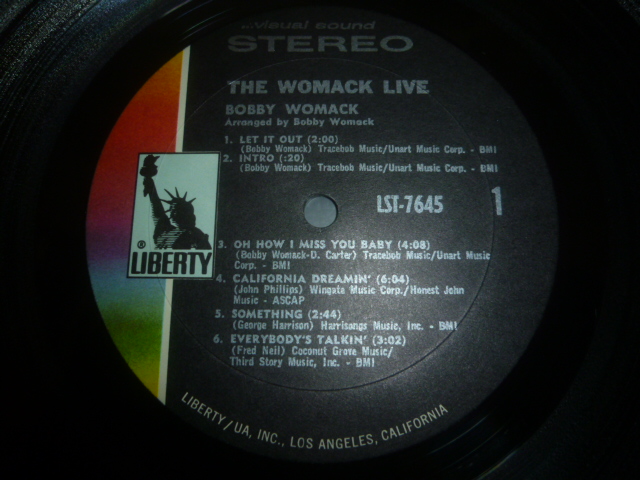 visual sound
STEREO
THE WOMACK LIVE
BOBBY WOMACK
Arranged by Bobby Womack
1. LET IT OUT (2:00)
(Bobby Womack) Tracebob Music/Unart Music Corp. - BMI
2. INTRO (:20)
(Bobby Womack) Tracebob Music/Unart Music Corp. - BMI
LST-7645
1
3. OH HOW I MISS YOU BABY (4:08)
(Bobby Womack-D. Carter) Tracebob Music/Unart Music
Corp. - BMI
® LIBERTY
4. CALIFORNIA DREAMIN' (6:04)
(John Phillips) Wingate Music Corp./Honest John
Music - ASCAP
5. SOMETHING (2:44)
(George Harrison) Harrisongs Music, Inc. - BMI
6. EVERYBODY'S TALKIN' (3:02)
(Fred Neil) Coconut Grove Music/
Third Story Music, Inc. - BMI
LIBERTY/UA, INC., LOS ANGELES, CALIFORNIA